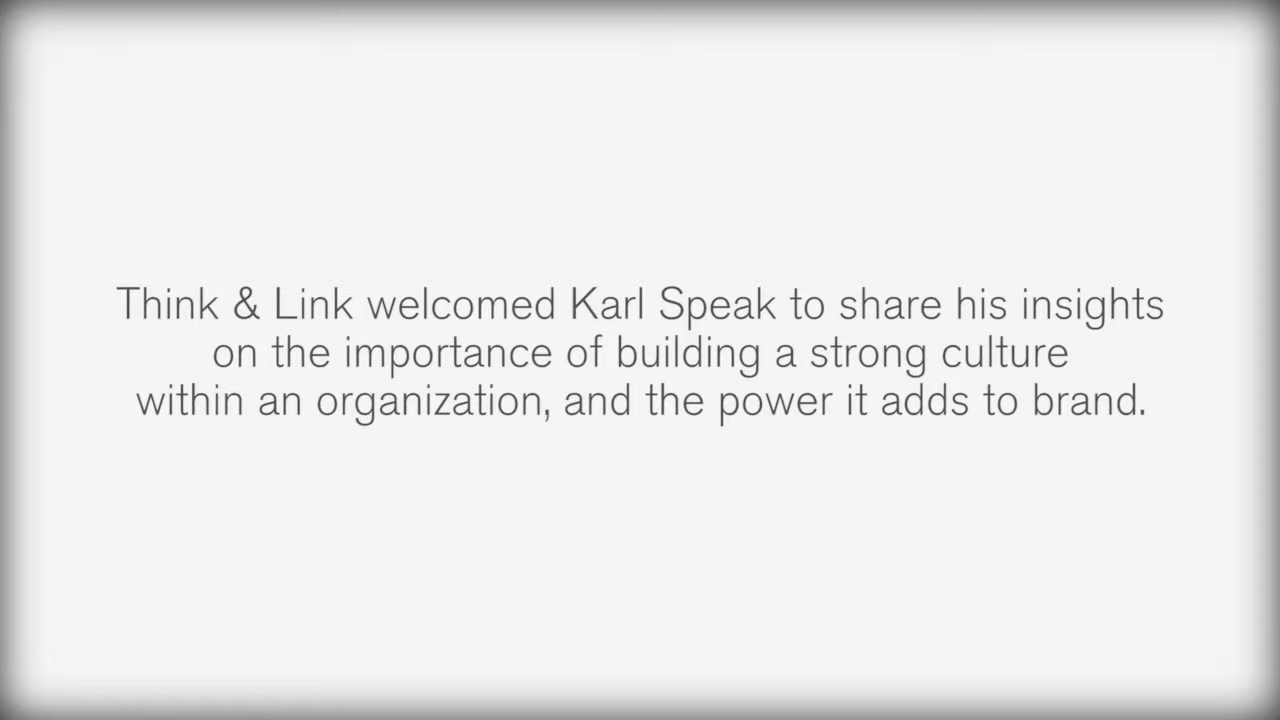 Think & Link welcomed Karl Speak to share his insights
on the importance of building a strong culture
within an organization, and the power it adds to brand.